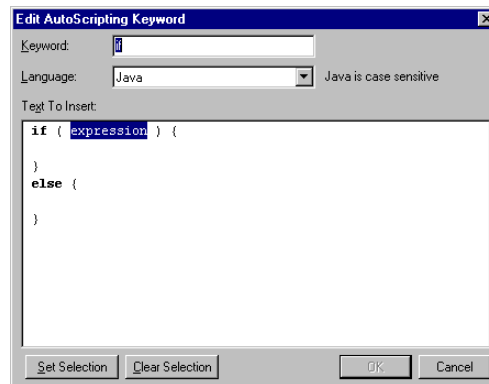 Edit AutoScripting Keyword
Keyword: if
Language: Java Java is case sensitive
Text To Insert:
if ( expression ) {
}
else {
}
Set Selection Clear Selection OK Cancel